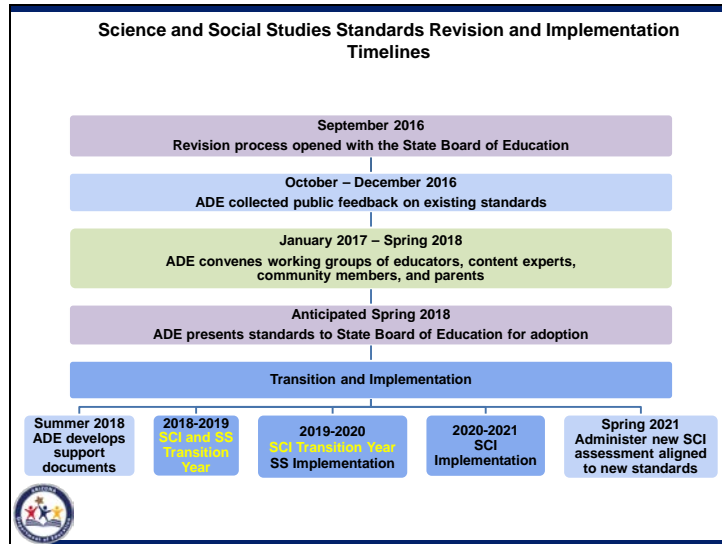 Science and Social Studies Standards Revision and Implementation
Timelines
September 2016
Revision process opened with the State Board of Education
October – December 2016
ADE collected public feedback on existing standards
January 2017 – Spring 2018
ADE convenes working groups of educators, content experts,
community members, and parents
Anticipated Spring 2018
ADE presents standards to State Board of Education for adoption
Transition and Implementation
Summer 2018
ADE develops
support
documents
2018-2019
SCI and SS
Transition
Year
2019-2020
SCI Transition Year
SS Implementation
2020-2021
SCI
Implementation
Spring 2021
Administer new SCI
assessment aligned
to new standards
ARIZONA
Department of Education